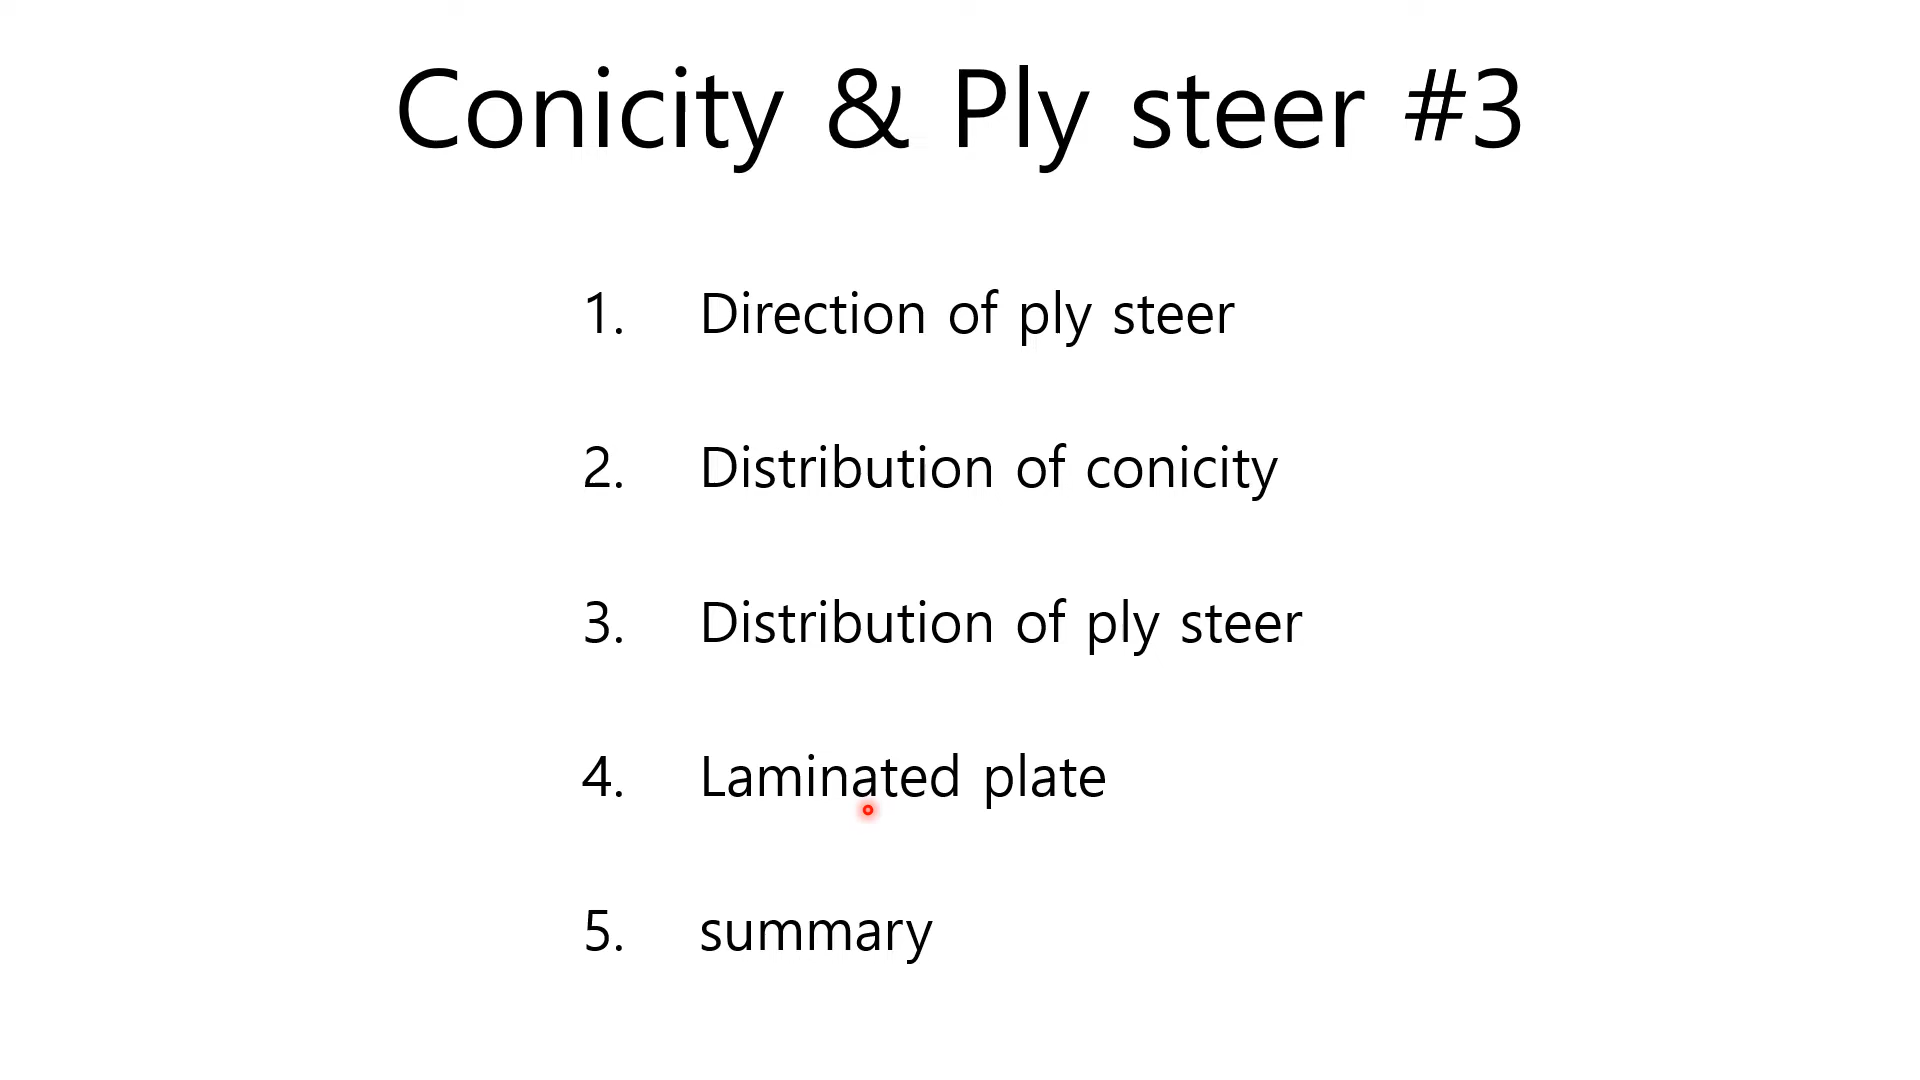 Conicity & Ply steer #3
1. Direction of ply steer
2. Distribution of conicity
3. Distribution of ply steer
4. Laminated plate
5. summary